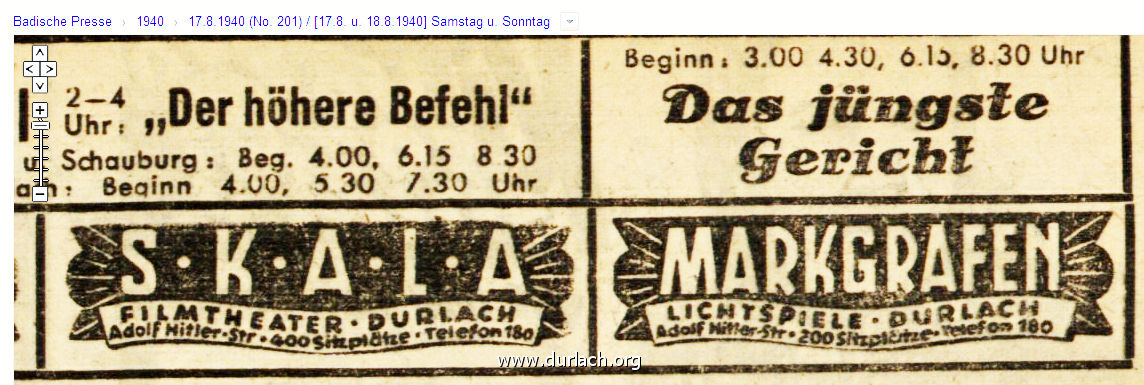 Badische Presse › 1940 › 17.8.1940 (No. 201) / [17.8. u. 18.8.1940] Samstag u. Sonntag
2–4
Uhr: „Der höhere Befehl“
u. Schauburg: Beg. 4.00, 6.15 8 30
Beginn 4.00, 5 30 7.30 Uhr
Beginn: 3.00 4.30, 6.15, 8.30 Uhr
Das jüngste
Gericht
S·K·A·L·A
FILMTHEATER · DURLACH
Adolf Hitler-Str · 400 Sitzplätze · Telefon 180
MARKGRAFEN
LICHTSPIELE · DURLACH
Adolf Hitler-Str. · 200 Sitzplätze · Telefon 180
www.durlach.org